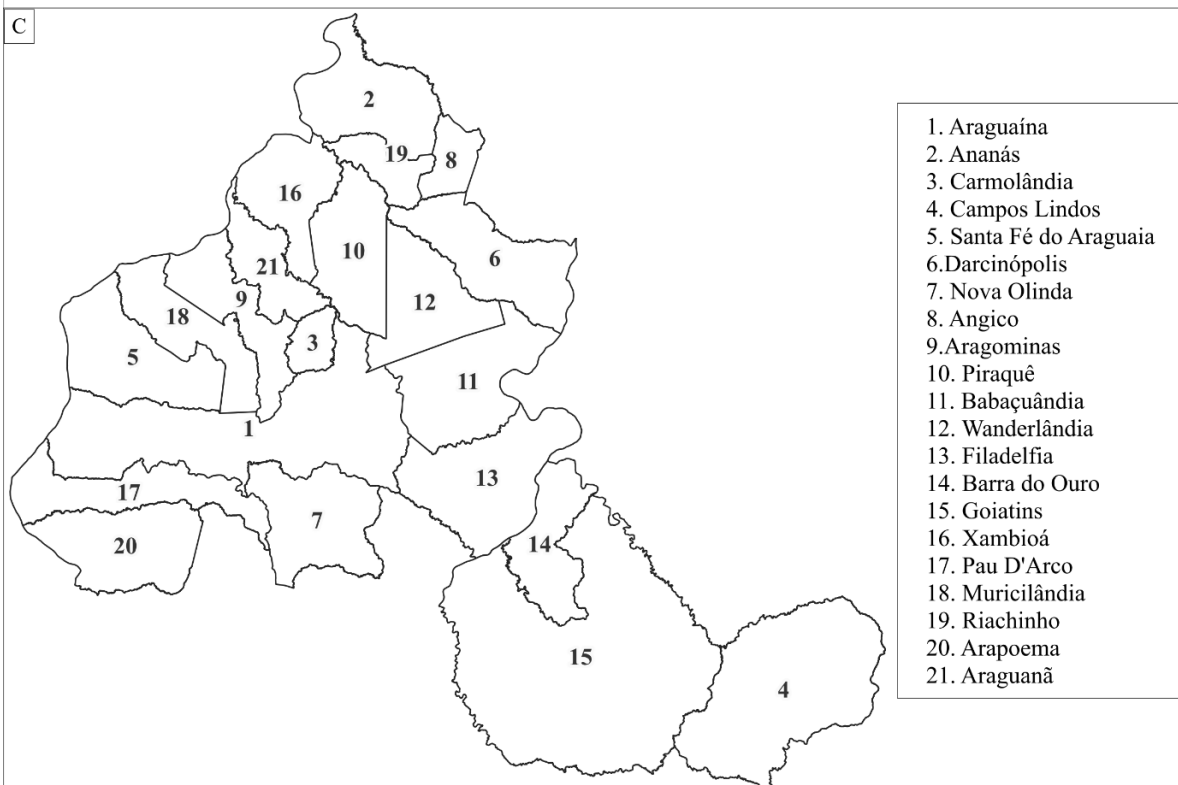 C
2
19
8
16
10
6
21
9
12
18
3
5
11
1
13
17
7
14
20
15
4
1. Araguaína
2. Ananás
3. Carmolândia
4. Campos Lindos
5. Santa Fé do Araguaia
6.Darcinópolis
7. Nova Olinda
8. Angico
9.Aragominas
10. Piraquê
11. Babaçuândia
12. Wanderlândia
13. Filadelfia
14. Barra do Ouro
15. Goiatins
16. Xambioá
17. Pau D'Arco
18. Muricilândia
19. Riachinho
20. Arapoema
21. Araguanã